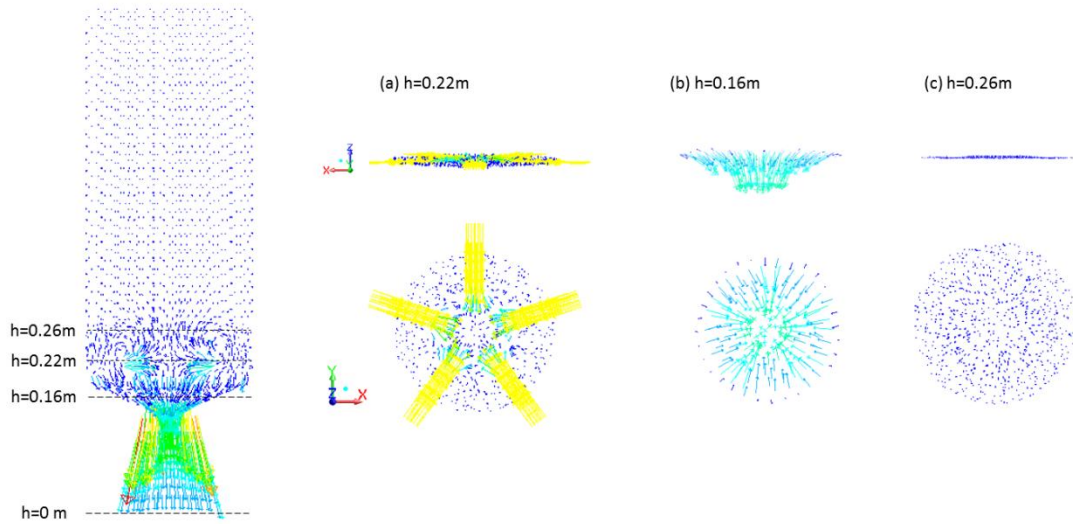 (a) h=0.22m
(b) h=0.16m
(c) h=0.26m
Z
X
h=0.26m
h=0.22m
h=0.16m
Y
Z
X
h=0 m